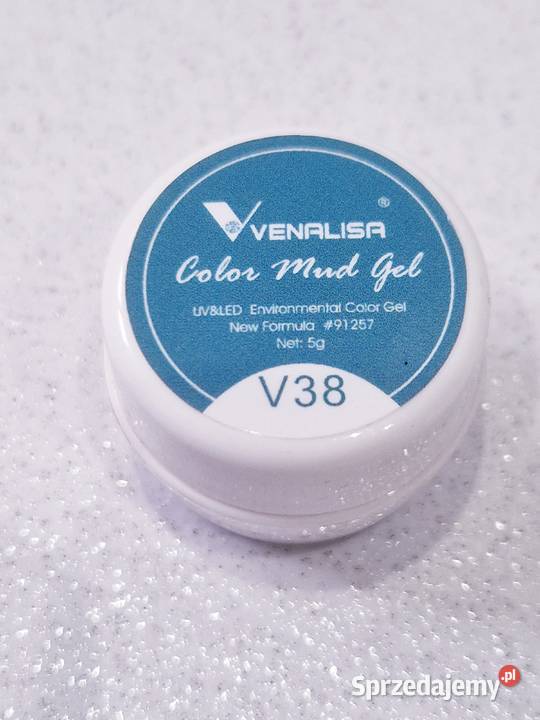 VENALISA ®
Color Mud Gel
UV&LED Environmental Color Gel
New Formula #91257
Net: 5g
V38
Sprzedajemy.pl